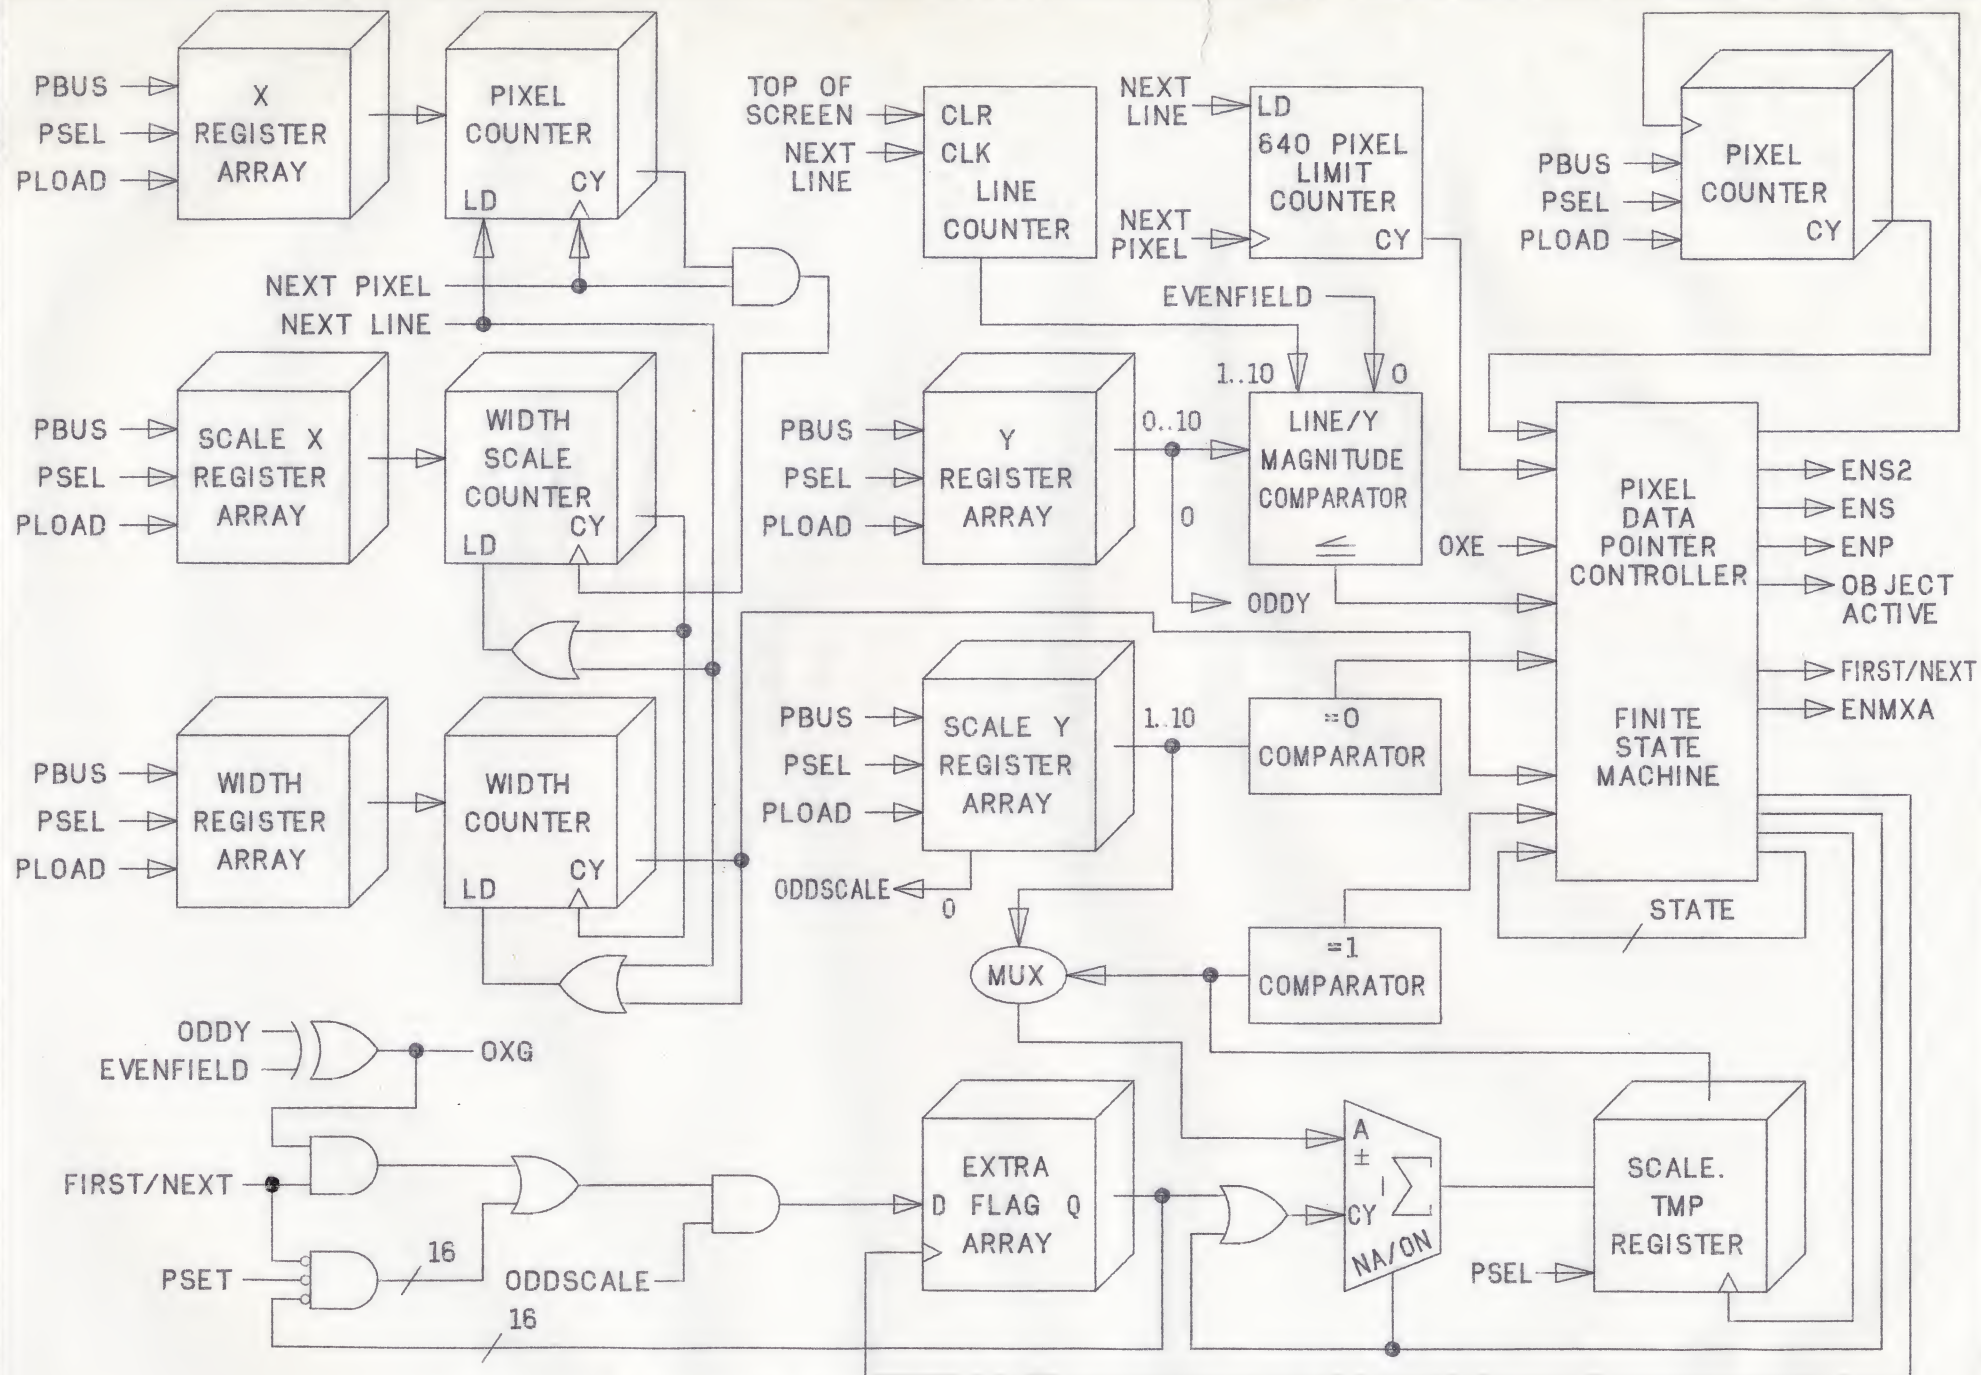 PBUS
PSEL
PLOAD
X
REGISTER
ARRAY
PIXEL
COUNTER
CY
LD
NEXT PIXEL
NEXT LINE
TOP OF
SCREEN
NEXT
LINE
CLR
CLK
LINE
COUNTER
NEXT
LINE
LD
640 PIXEL
LIMIT
COUNTER
CY
NEXT
PIXEL
PBUS
PSEL
PLOAD
PIXEL
COUNTER
CY
EVENFIELD
1..10
0
PBUS
PSEL
PLOAD
SCALE X
REGISTER
ARRAY
WIDTH
SCALE
COUNTER
CY
LD
PBUS
PSEL
PLOAD
Y
REGISTER
ARRAY
0..10
0
LINE/Y
MAGNITUDE
COMPARATOR
≤
ODDY
OXE
PIXEL
DATA
POINTER
CONTROLLER
FINITE
STATE
MACHINE
ENS2
ENS
ENP
OBJECT
ACTIVE
FIRST/NEXT
ENMXA
STATE
PBUS
PSEL
PLOAD
WIDTH
REGISTER
ARRAY
WIDTH
COUNTER
CY
LD
PBUS
PSEL
PLOAD
SCALE Y
REGISTER
ARRAY
1..10
=0
COMPARATOR
ODDSCALE
0
MUX
=1
COMPARATOR
ODDY
EVENFIELD
OXG
FIRST/NEXT
PSET
16
16
ODDSCALE
EXTRA
D FLAG Q
ARRAY
A
±
Σ
CY
NA/ON
SCALE.
TMP
REGISTER
PSEL